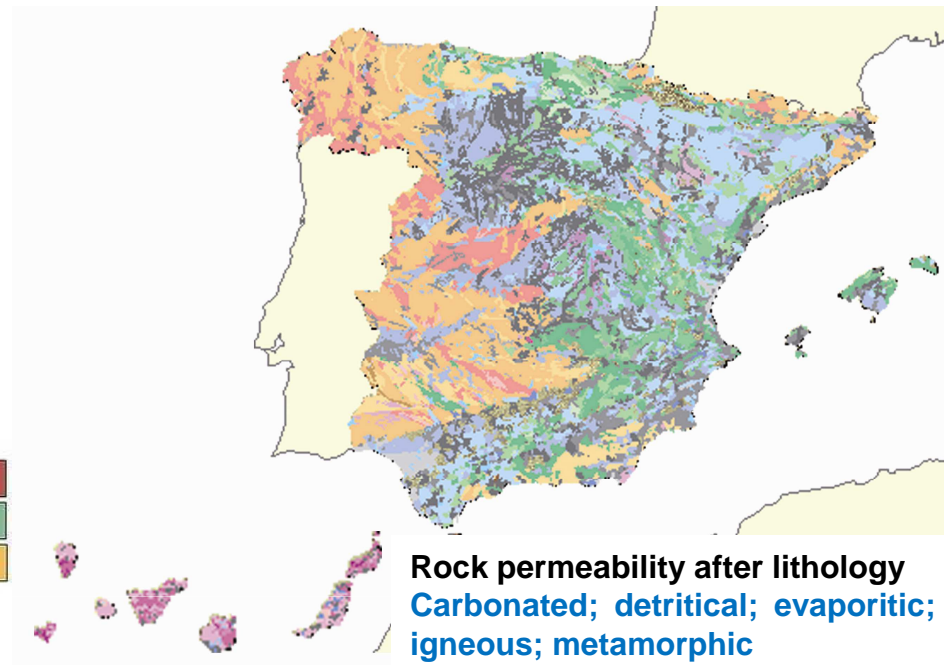 Rock permeability after lithology
Carbonated; detritical; evaporitic;
igneous; metamorphic